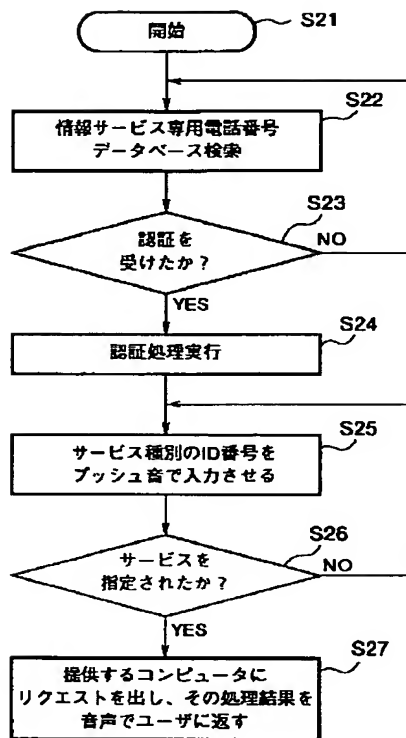 開始
S21
S22
情報サービス専用電話番号
データベース検索
S23
認証を
受けたか？
NO
YES
S24
認証処理実行
S25
サービス種別のID番号を
プッシュ音で入力させる
S26
サービスを
指定されたか？
NO
YES
S27
提供するコンピュータに
リクエストを出し、その処理結果を
音声でユーザに返す